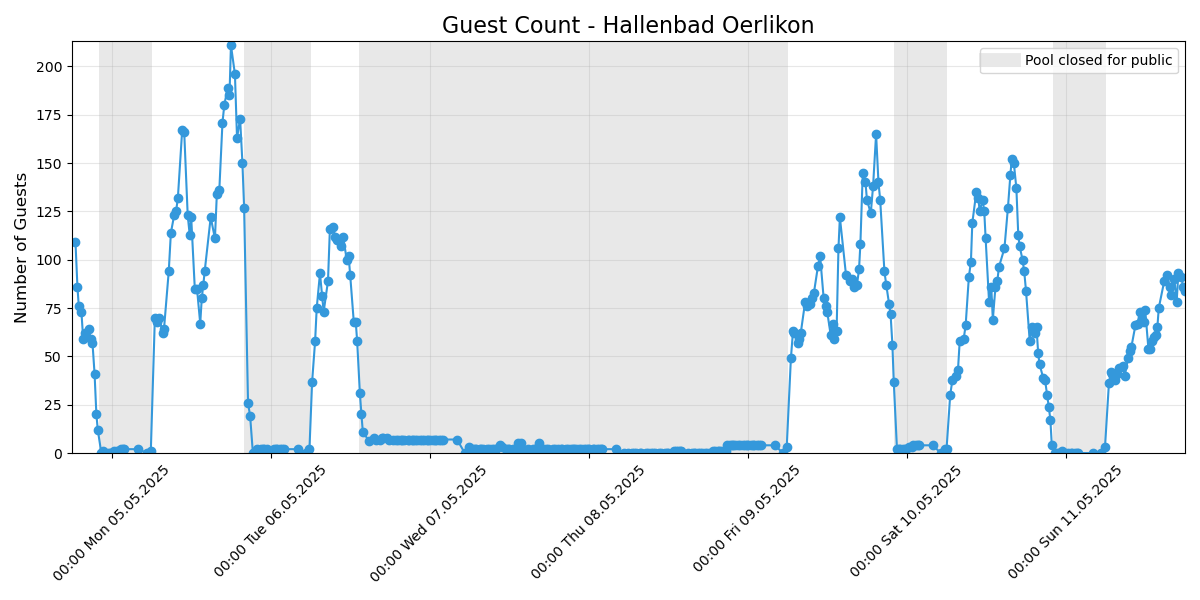 Guest Count - Hallenbad Oerlikon
Pool closed for public
Number of Guests
200
175
150
125
100
75
50
25
0
00:00 Mon 05.05.2025
00:00 Tue 06.05.2025
00:00 Wed 07.05.2025
00:00 Thu 08.05.2025
00:00 Fri 09.05.2025
00:00 Sat 10.05.2025
00:00 Sun 11.05.2025